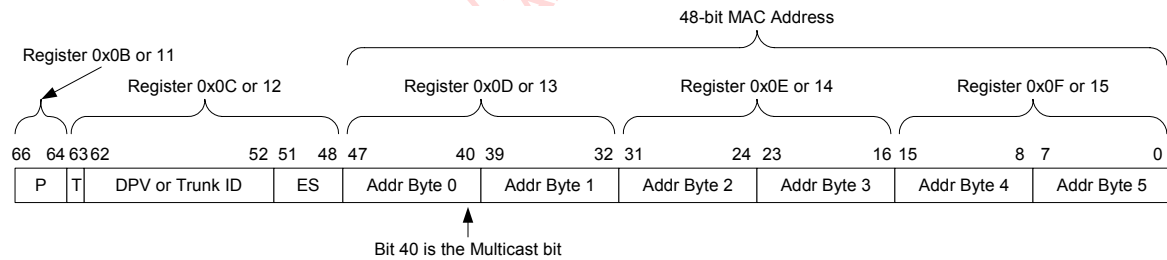 48-bit MAC Address
Register 0x0B or 11
Register 0x0C or 12
Register 0x0D or 13
Register 0x0E or 14
Register 0x0F or 15
66 64 63 62 52 51 48 47 40 39 32 31 24 23 16 15 8 7 0
P T DPV or Trunk ID ES Addr Byte 0 Addr Byte 1 Addr Byte 2 Addr Byte 3 Addr Byte 4 Addr Byte 5
Bit 40 is the Multicast bit